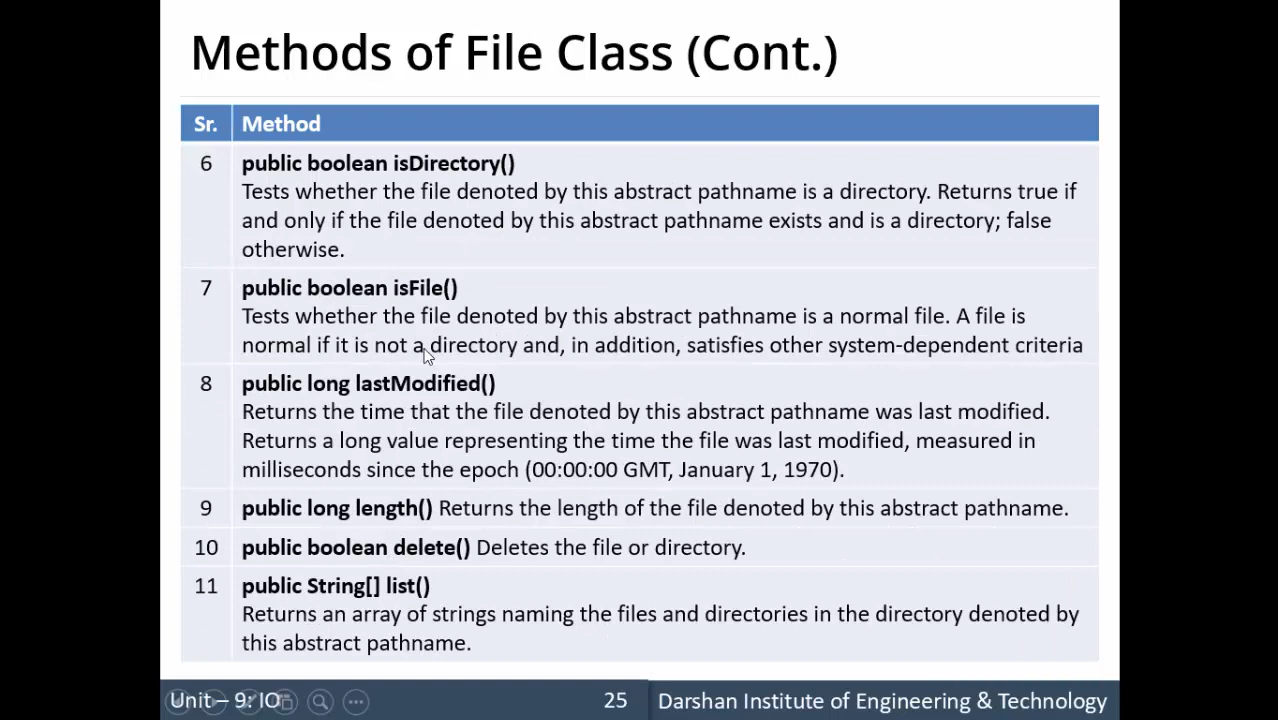 Methods of File Class (Cont.)
Sr. Method
6 public boolean isDirectory()
Tests whether the file denoted by this abstract pathname is a directory. Returns true if
and only if the file denoted by this abstract pathname exists and is a directory; false
otherwise.
7 public boolean isFile()
Tests whether the file denoted by this abstract pathname is a normal file. A file is
normal if it is not a directory and, in addition, satisfies other system-dependent criteria
8 public long lastModified()
Returns the time that the file denoted by this abstract pathname was last modified.
Returns a long value representing the time the file was last modified, measured in
milliseconds since the epoch (00:00:00 GMT, January 1, 1970).
9 public long length() Returns the length of the file denoted by this abstract pathname.
10 public boolean delete() Deletes the file or directory.
11 public String[] list()
Returns an array of strings naming the files and directories in the directory denoted by
this abstract pathname.
Unit – 9: IO 25 Darshan Institute of Engineering & Technology